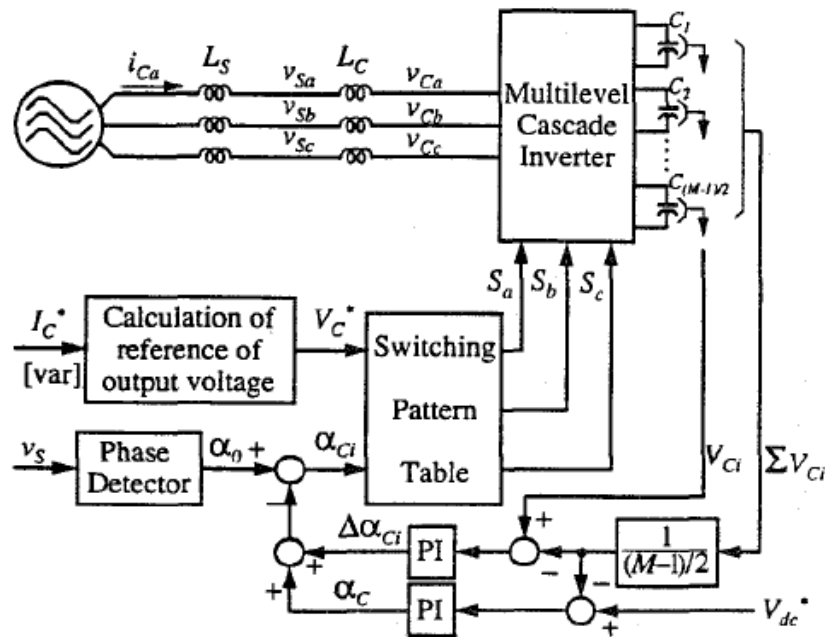 i_Ca L_S v_Sa L_C v_Ca
v_Sb v_Cb
v_Sc v_Cc
Multilevel
Cascade
Inverter
C_1
C_2
C_(M-1)/2
S_a S_b S_c
I_C*
[var]
Calculation of
reference of
output voltage
V_C*
Switching
Pattern
Table
v_S
Phase
Detector
α_0 +
α_Ci
−
V_Ci
ΣV_Ci
+ Δα_Ci PI + −
1
(M−1)/2
+ α_C PI − +
V_dc*